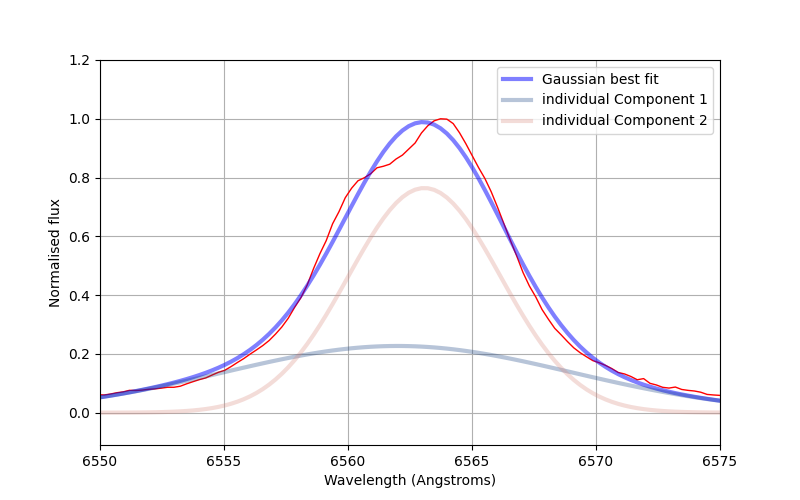 1.2
1.0
0.8
0.6
0.4
0.2
0.0
Normalised flux
Gaussian best fit
individual Component 1
individual Component 2
6550 6555 6560 6565 6570 6575
Wavelength (Angstroms)